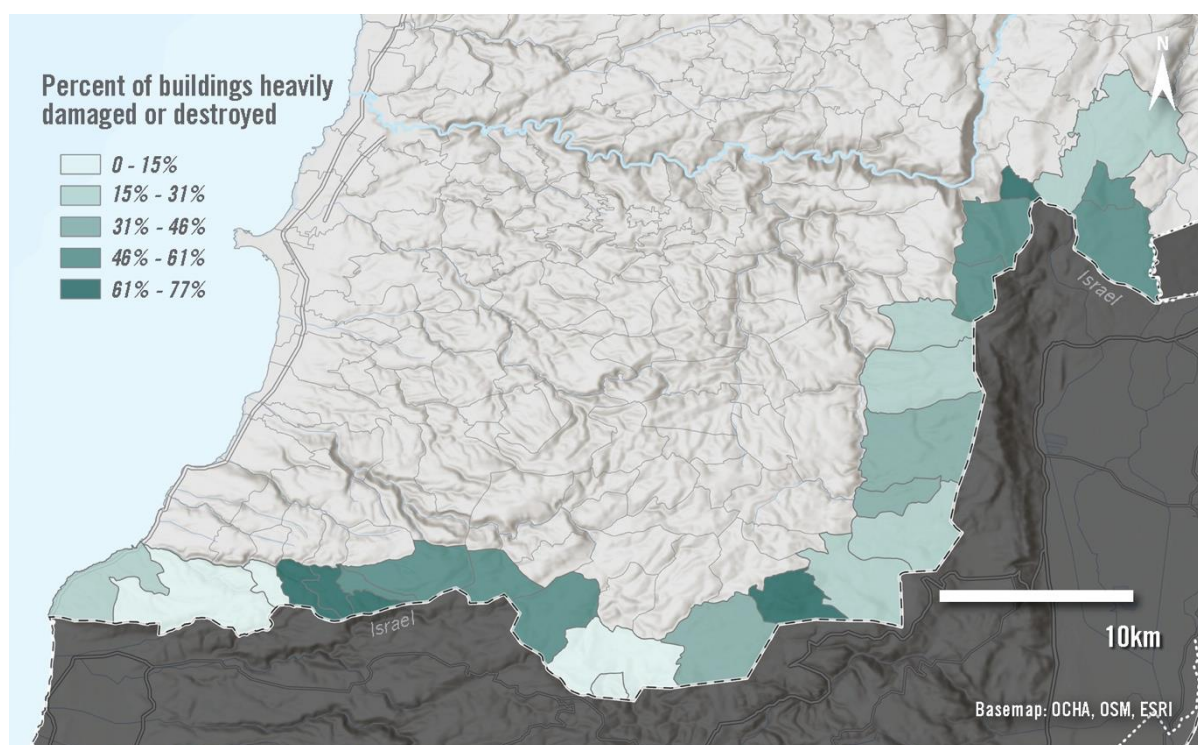 Percent of buildings heavily
damaged or destroyed
0 - 15%
15% - 31%
31% - 46%
46% - 61%
61% - 77%
N
Israel
Israel
10km
Basemap: OCHA, OSM, ESRI